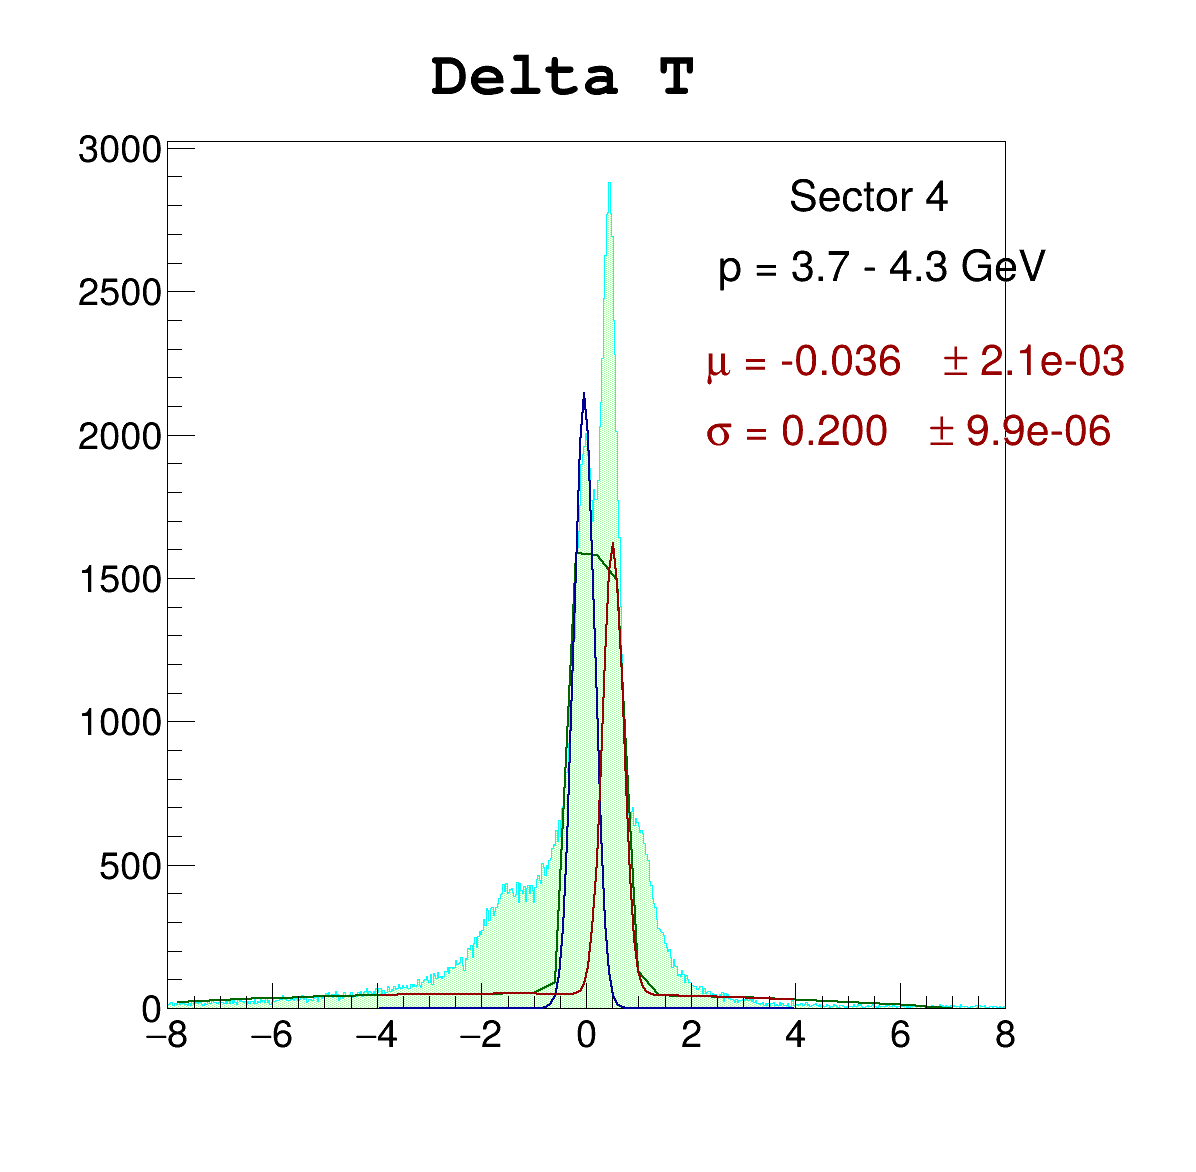 Delta T
3000
2500
2000
1500
1000
500
0
Sector 4
p = 3.7 - 4.3 GeV
μ = -0.036 ± 2.1e-03
σ = 0.200 ± 9.9e-06
−8 −6 −4 −2 0 2 4 6 8